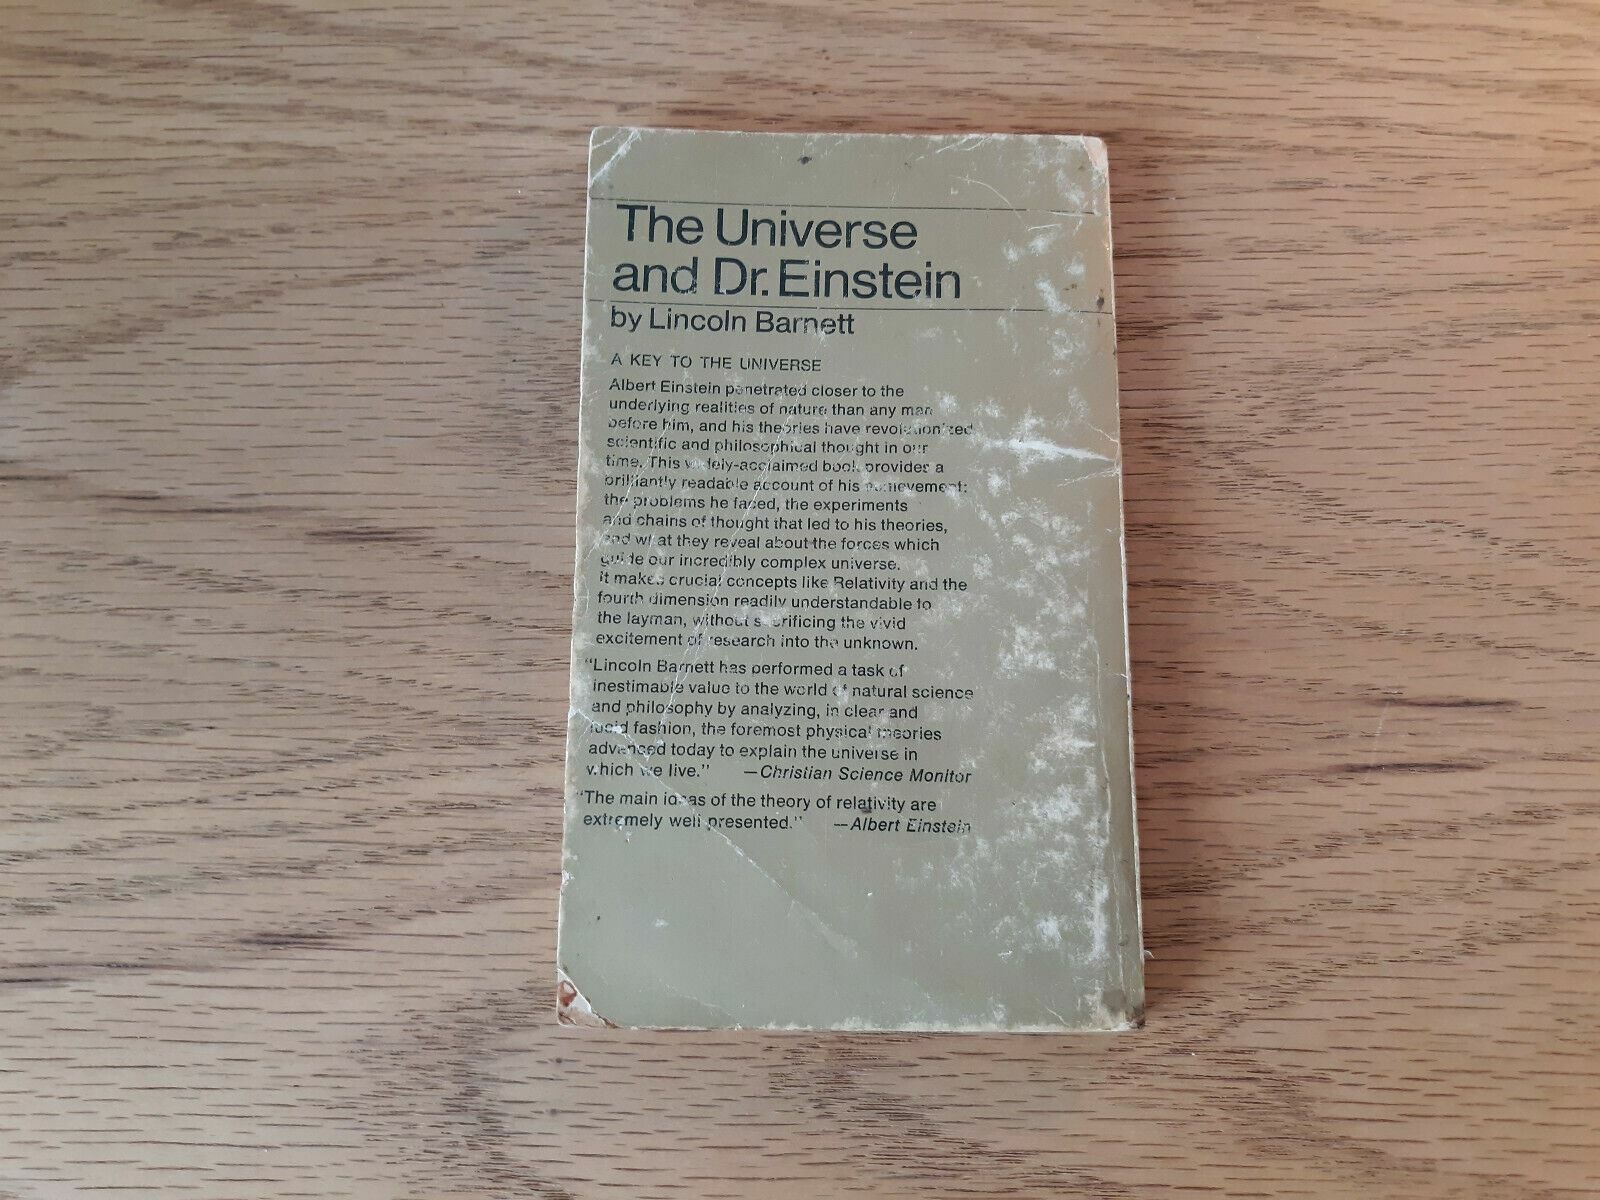 The Universe
and Dr. Einstein
by Lincoln Barnett
A KEY TO THE UNIVERSE
Albert Einstein penetrated closer to the
underlying realities of nature than any man
before him, and his theories have revolutionized
scientific and philosophical thought in our
time. This widely-acclaimed book provides a
brilliantly readable account of his achievement:
the problems he faced, the experiments
and chains of thought that led to his theories,
and what they reveal about the forces which
guide our incredibly complex universe.
It makes crucial concepts like Relativity and the
fourth dimension readily understandable to
the layman, without sacrificing the vivid
excitement of research into the unknown.
"Lincoln Barnett has performed a task of
inestimable value to the world of natural science
and philosophy by analyzing, in clear and
lucid fashion, the foremost physical theories
advanced today to explain the universe in
which we live." —Christian Science Monitor
"The main ideas of the theory of relativity are
extremely well presented." —Albert Einstein